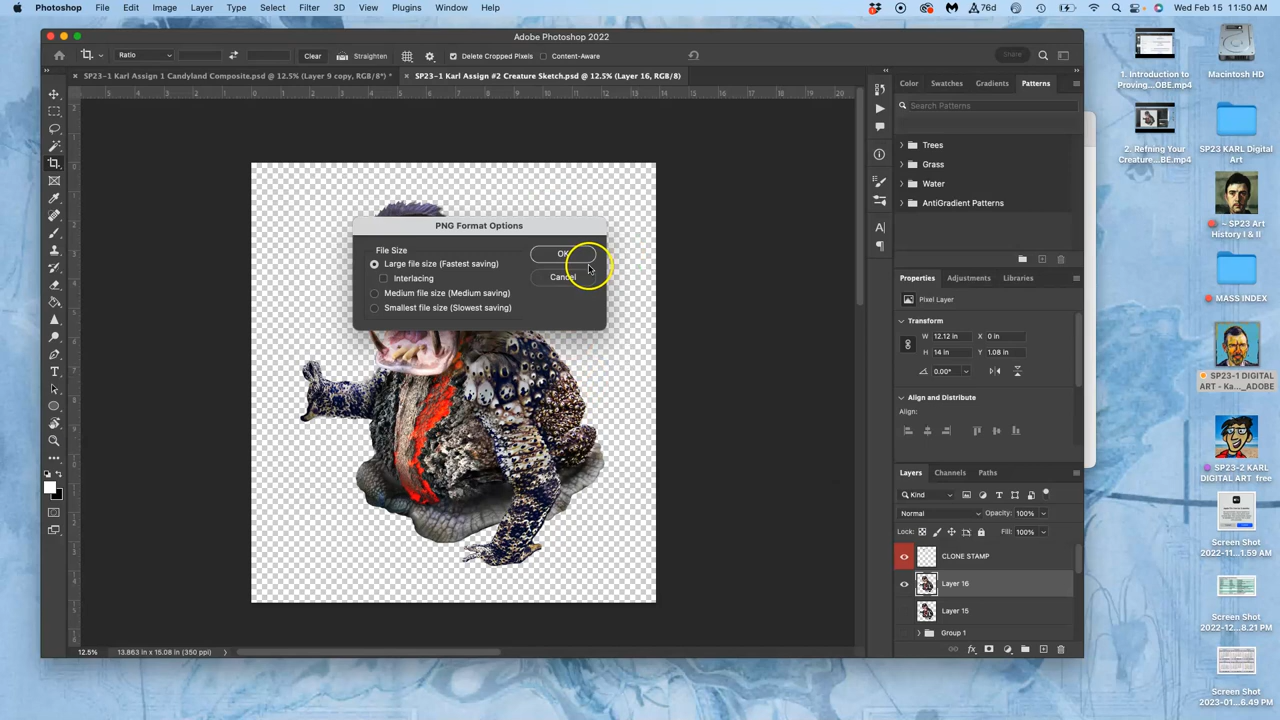 Photoshop File Edit Image Layer Type Select Filter 3D View Plugins Window Help
76d
Wed Feb 15 11:50 AM
Adobe Photoshop 2022
Ratio
Clear
Straighten
Delete Cropped Pixels
Content-Aware
Share
SP23-1 Karl Assign 1 Candyland Composite.psd @ 12.5% (Layer 9 copy, RGB/8*) *
SP23-1 Karl Assign #2 Creature Sketch.psd @ 12.5% (Layer 16, RGB/8)
PNG Format Options
File Size
Large file size (Fastest saving)
Interlacing
Medium file size (Medium saving)
Smallest file size (Slowest saving)
OK
Cancel
12.5%
13.863 in x 15.08 in (350 ppi)
Color Swatches Gradients Patterns
Search Patterns
Trees
Grass
Water
AntiGradient Patterns
Properties Adjustments Libraries
Pixel Layer
Transform
W 12.12 in X 0 in
H 14 in Y 1.08 in
0.00°
Align and Distribute
Align:
Layers Channels Paths
Kind
Normal Opacity: 100%
Lock: Fill: 100%
CLONE STAMP
Layer 16
Layer 15
Group 1
1. Introduction to
Proving...OBE.mp4
2. Refning Your
Creature...BE.mp4
Macintosh HD
SP23 KARL Digital
Art
~ SP23 Art
History I & II
MASS INDEX
SP23-1 DIGITAL
ART - Ka..._ADOBE
SP23-2 KARL
DIGITAL ART free
Screen Shot
2022-11...1.59 AM
Screen Shot
2022-12...8.21 PM
Screen Shot
2023-01...6.49 PM